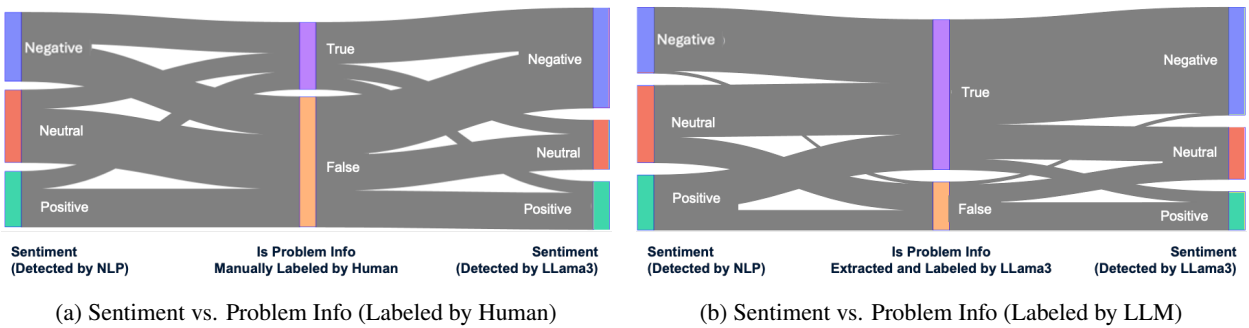 Negative
Neutral
Positive
True
False
Negative
Neutral
Positive
Sentiment
(Detected by NLP)
Is Problem Info
Manually Labeled by Human
Sentiment
(Detected by LLama3)
(a) Sentiment vs. Problem Info (Labeled by Human)
Negative
Neutral
Positive
True
False
Negative
Neutral
Positive
Sentiment
(Detected by NLP)
Is Problem Info
Extracted and Labeled by LLama3
Sentiment
(Detected by LLama3)
(b) Sentiment vs. Problem Info (Labeled by LLM)